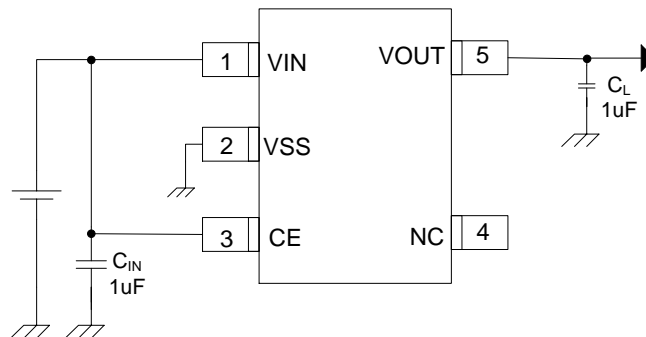 1 VIN VOUT 5
C_L
1uF
2 VSS
3 CE NC 4
C_IN
1uF